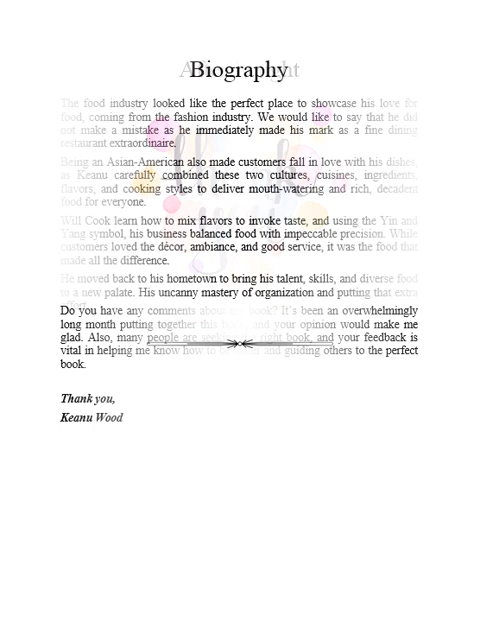 Biography
The food industry looked like the perfect place to showcase his love for
food, coming from the fashion industry. We would like to say that he did
not make a mistake as he immediately made his mark as a fine dining
restaurant extraordinaire.
Being an Asian-American also made customers fall in love with his dishes,
as Keanu carefully combined these two cultures, cuisines, ingredients,
flavors, and cooking styles to deliver mouth-watering and rich, decadent
food for everyone.
Will Cook learn how to mix flavors to invoke taste, and using the Yin and
Yang symbol, his business balanced food with impeccable precision. While
customers loved the décor, ambiance, and good service, it was the food that
made all the difference.
He moved back to his hometown to bring his talent, skills, and diverse food
to a new palate. His uncanny mastery of organization and putting that extra
effort
Do you have any comments about my book? It's been an overwhelmingly
long month putting together this book, and your opinion would make me
glad. Also, many people are seeking right book, and your feedback is
vital in helping me know how to and guiding others to the perfect
book.
Thank you,
Keanu Wood